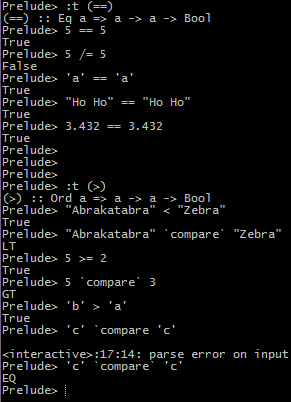 Prelude> :t (==)
(==) :: Eq a => a -> a -> Bool
Prelude> 5 == 5
True
Prelude> 5 /= 5
False
Prelude> 'a' == 'a'
True
Prelude> "Ho Ho" == "Ho Ho"
True
Prelude> 3.432 == 3.432
True
Prelude>
Prelude>
Prelude>
Prelude> :t (>)
(>) :: Ord a => a -> a -> Bool
Prelude> "Abrakatabra" < "Zebra"
True
Prelude> "Abrakatabra" `compare` "Zebra"
LT
Prelude> 5 >= 2
True
Prelude> 5 `compare` 3
GT
Prelude> 'b' > 'a'
True
Prelude> 'c' `compare 'c'
<interactive>:17:14: parse error on input
Prelude> 'c' `compare` 'c'
EQ
Prelude>